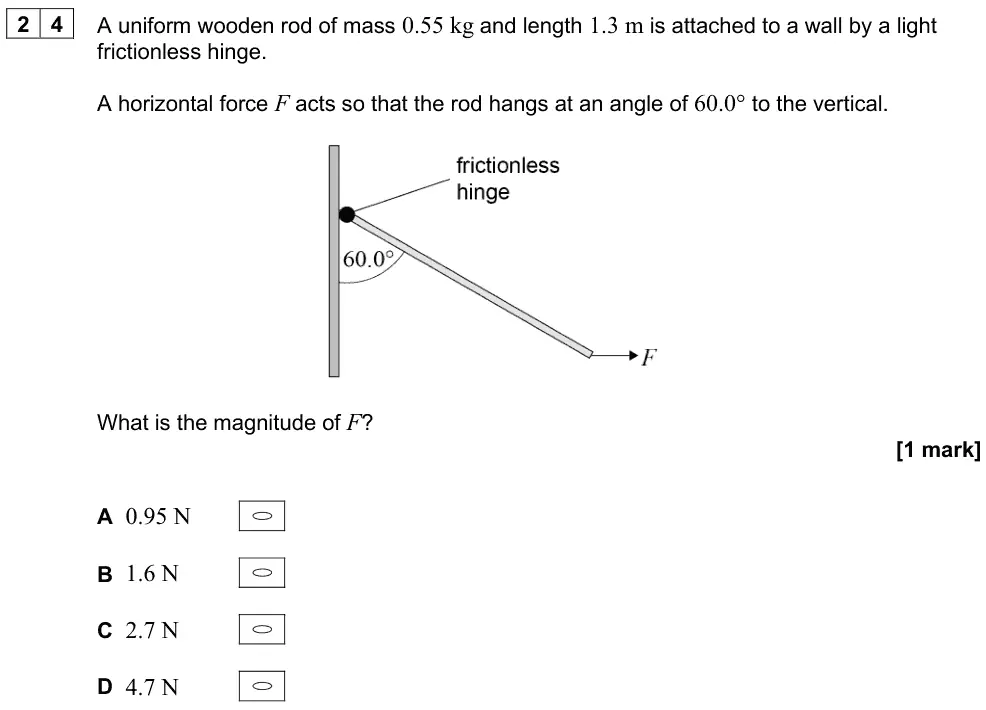 2 4 A uniform wooden rod of mass 0.55 kg and length 1.3 m is attached to a wall by a light
frictionless hinge.
A horizontal force F acts so that the rod hangs at an angle of 60.0° to the vertical.
frictionless
hinge
60.0°
F
What is the magnitude of F?
[1 mark]
A 0.95 N
B 1.6 N
C 2.7 N
D 4.7 N